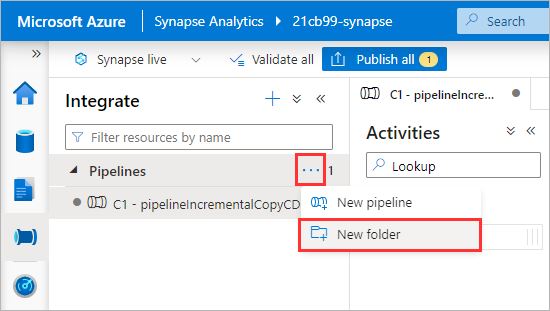 Microsoft Azure Synapse Analytics 21cb99-synapse Search
Synapse live Validate all Publish all 1
Integrate
C1 - pipelineIncre...
Filter resources by name
Activities
Pipelines 1
Lookup
C1 - pipelineIncrementalCopyCD
New pipeline
New folder